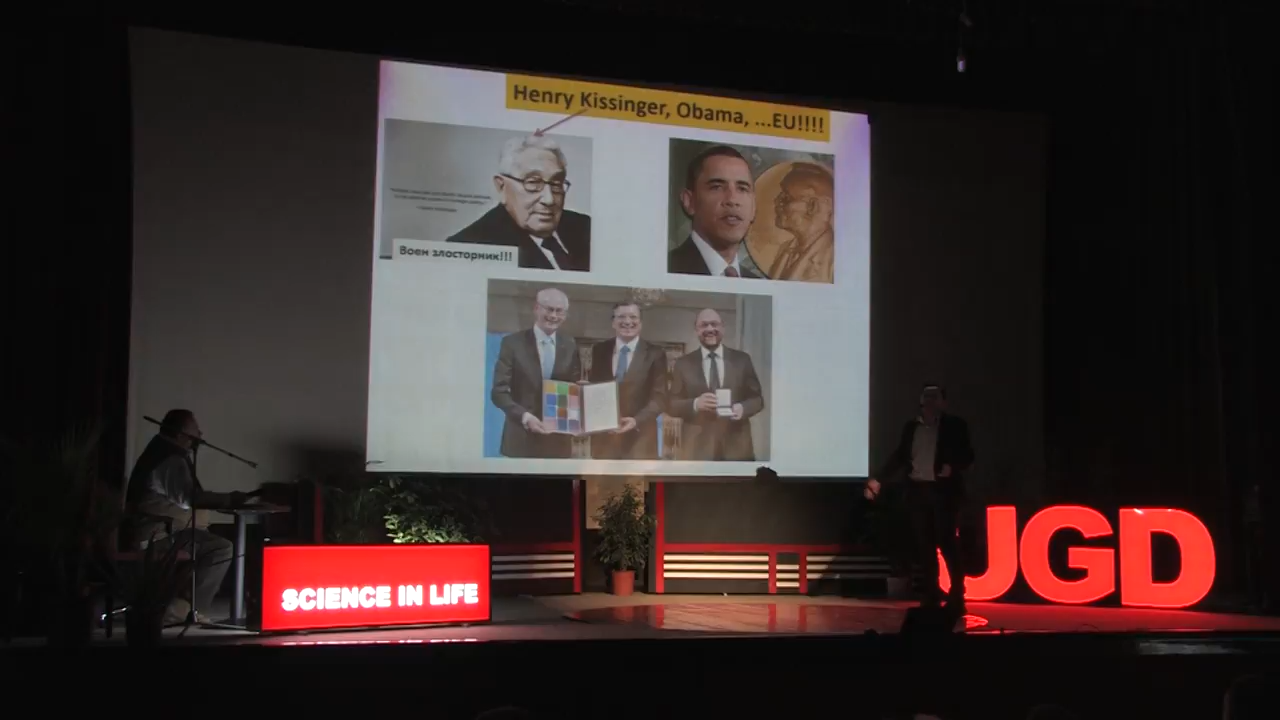 Henry Kissinger, Obama, ...EU!!!!
Воен злосторник!!!
SCIENCE IN LIFE
UGD